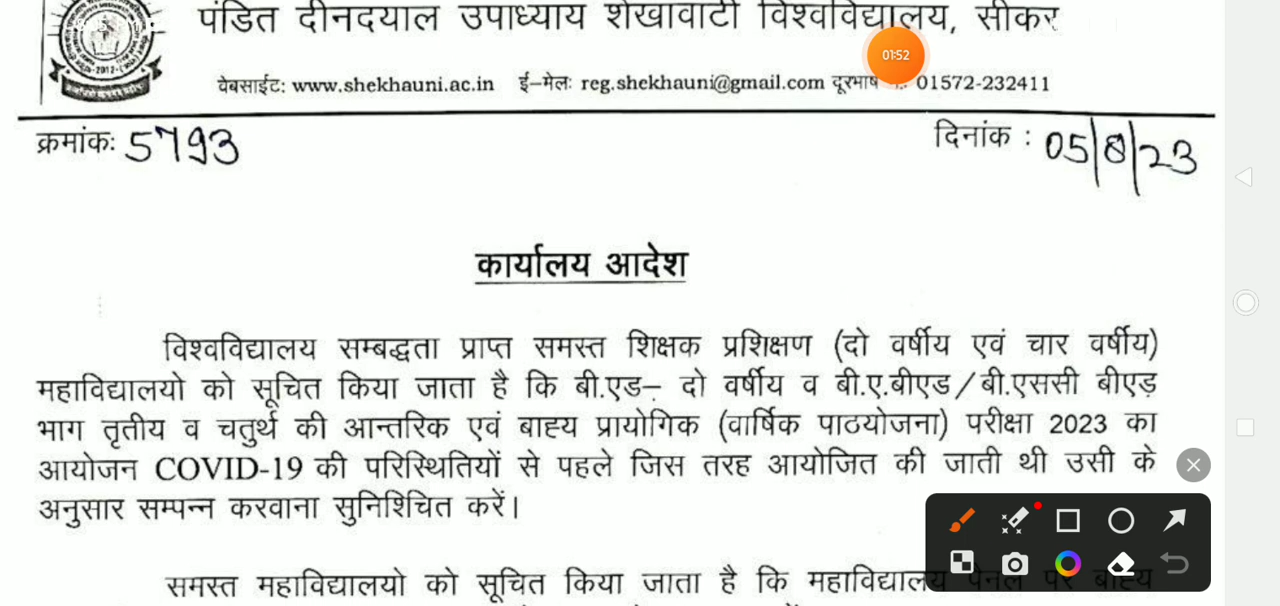 पंडित दीनदयाल उपाध्याय शेखावाटी विश्वविद्यालय, सीकर
01:52
वेबसाईट: www.shekhauni.ac.in ई–मेलः reg.shekhauni@gmail.com दूरभाष 01572-232411
क्रमांकः 5793 दिनांक : 05/8/23
कार्यालय आदेश
विश्वविद्यालय सम्बद्धता प्राप्त समस्त शिक्षक प्रशिक्षण (दो वर्षीय एवं चार वर्षीय)
महाविद्यालयो को सूचित किया जाता है कि बी.एड– दो वर्षीय व बी.ए.बीएड/बी.एससी बीएड़
भाग तृतीय व चतुर्थ की आन्तरिक एवं बाह्य प्रायोगिक (वार्षिक पाठयोजना) परीक्षा 2023 का
आयोजन COVID-19 की परिस्थितियों से पहले जिस तरह आयोजित की जाती थी उसी के
अनुसार सम्पन्न करवाना सुनिश्चित करें।
समस्त महाविद्यालयो को सूचित किया जाता है कि महाविद्यालय पेनल पर बाह्य